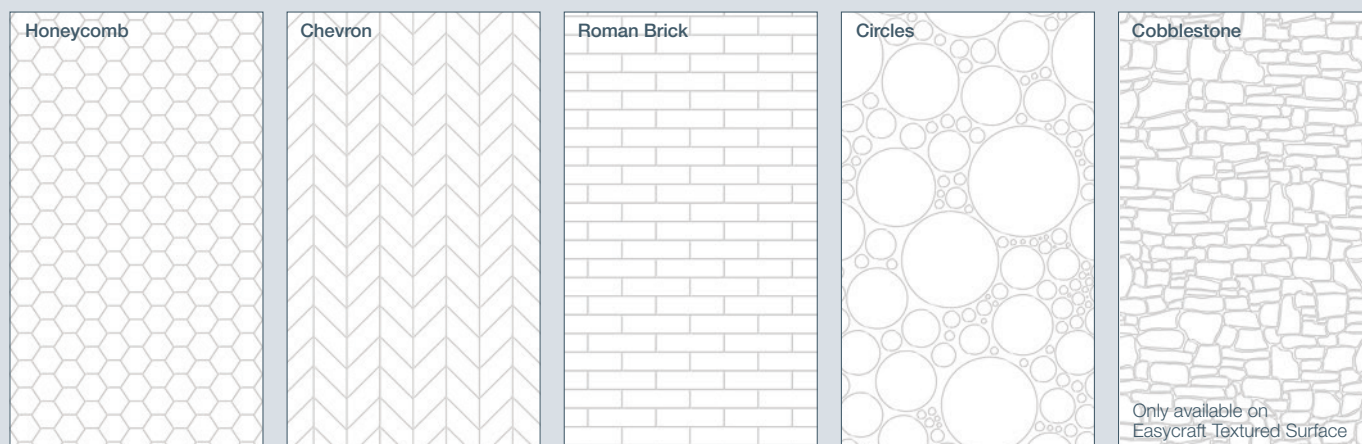 Honeycomb
Chevron
Roman Brick
Circles
Cobblestone
Only available on
Easycraft Textured Surface